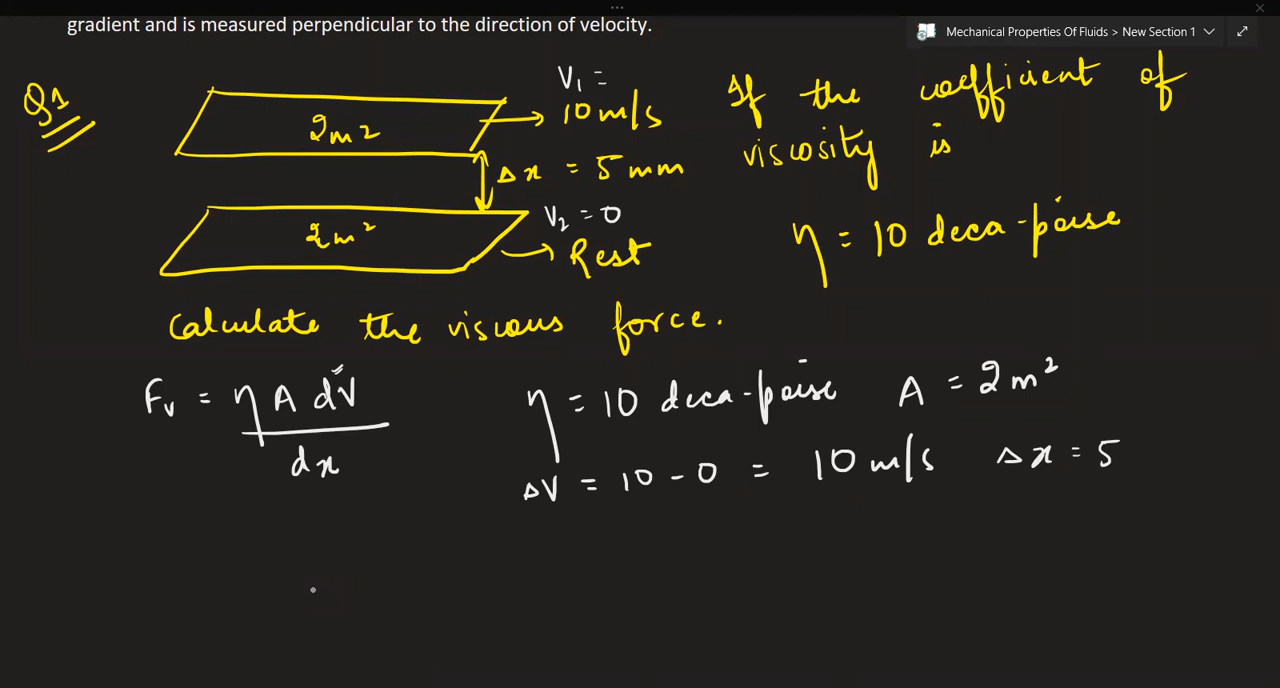 gradient and is measured perpendicular to the direction of velocity.
Mechanical Properties Of Fluids > New Section 1
Q1
2m²
V₁ =
10 m/s
If the coefficient of
viscosity is
Δx = 5 mm
η = 10 deca-poise
2m²
V₂ = 0
Rest
Calculate the viscous force.
Fᵥ = η A dv
dx
η = 10 deca-poise A = 2m²
ΔV = 10 - 0 = 10 m/s Δx = 5